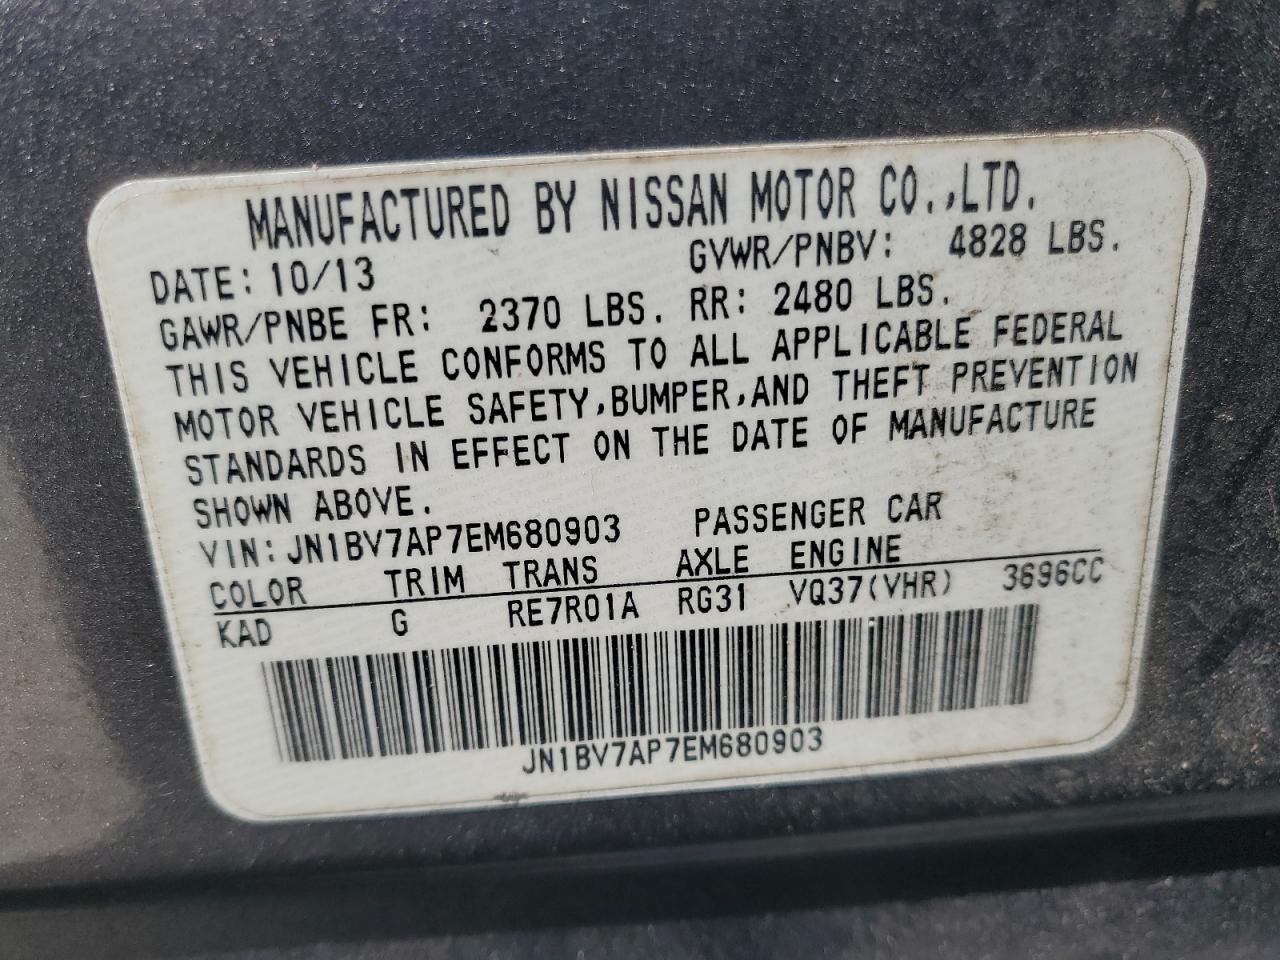 MANUFACTURED BY NISSAN MOTOR CO.,LTD.
DATE: 10/13 GVWR/PNBV: 4828 LBS.
GAWR/PNBE FR: 2370 LBS. RR: 2480 LBS.
THIS VEHICLE CONFORMS TO ALL APPLICABLE FEDERAL
MOTOR VEHICLE SAFETY,BUMPER,AND THEFT PREVENTION
STANDARDS IN EFFECT ON THE DATE OF MANUFACTURE
SHOWN ABOVE.
VIN: JN1BV7AP7EM680903 PASSENGER CAR
COLOR TRIM TRANS AXLE ENGINE
KAD G RE7R01A RG31 VQ37(VHR) 3696CC
JN1BV7AP7EM680903